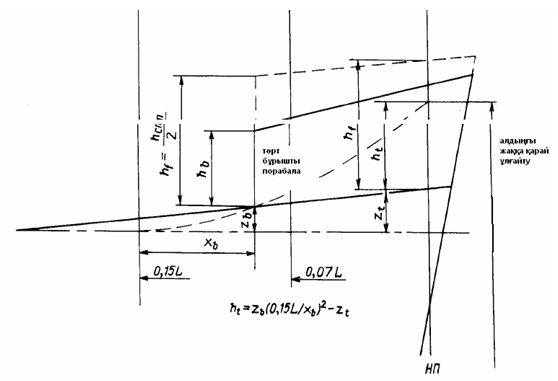 h_f = h_ст/2
h_b
төрт
бұрышты
порабала
h_f
h_t
алдыңғы
жаққа қарай
ұлғайту
z_b
z_t
x_b
0,15L
0,07L
h_t=z_b(0,15L/x_b)²-z_t
НП